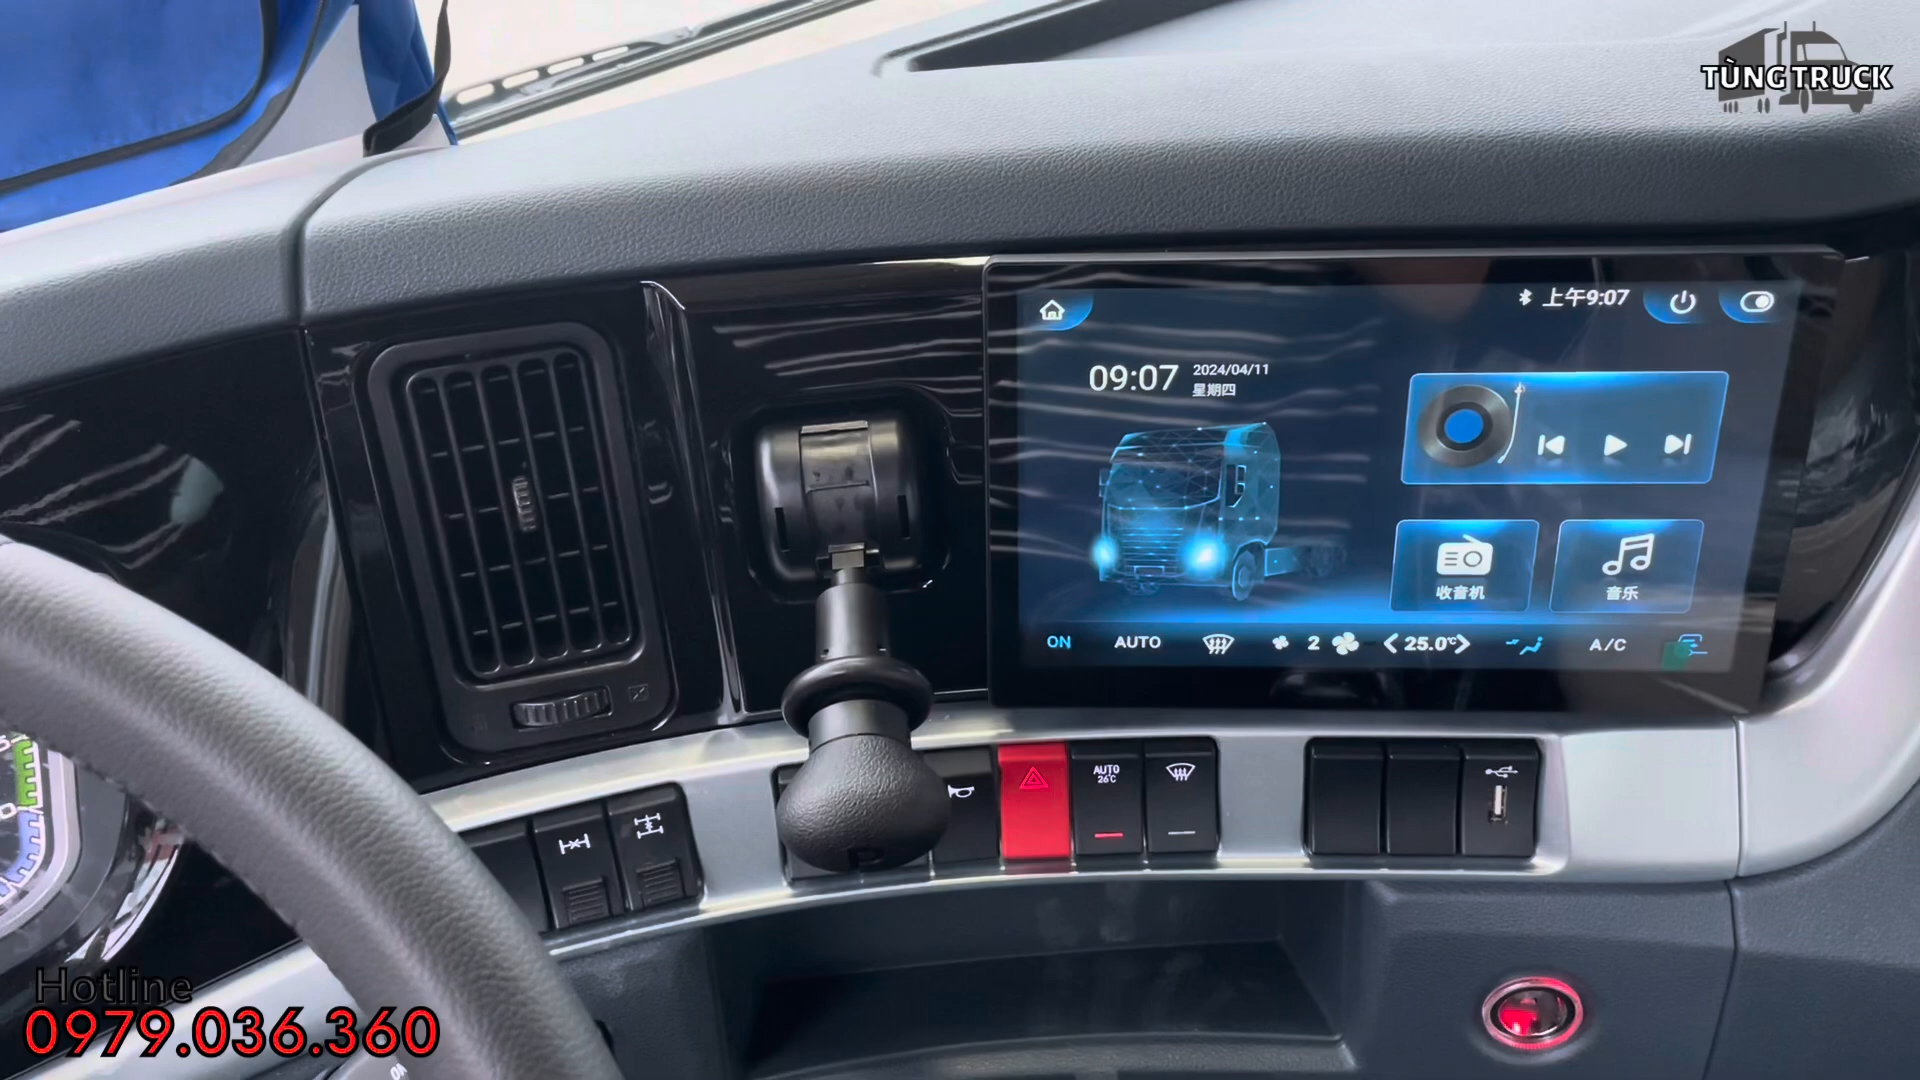 TÙNG TRUCK
上午9:07
09:07
2024/04/11
星期四
收音机
音乐
ON
AUTO
2
25.0℃
A/C
AUTO
26℃
Hotline
0979.036.360